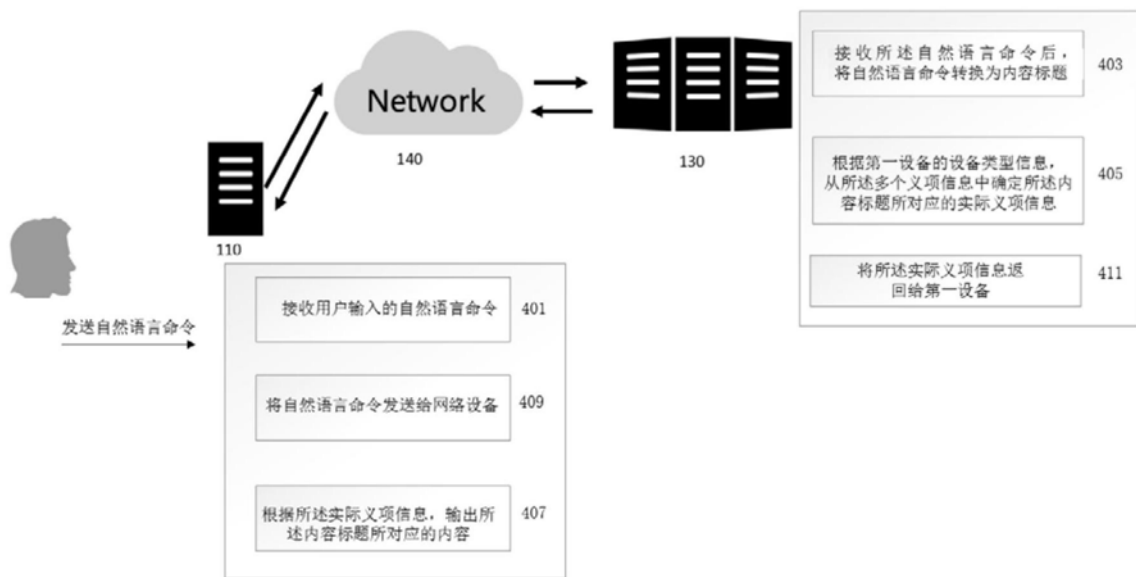 Network
140
130
110
发送自然语言命令
接收用户输入的自然语言命令
401
将自然语言命令发送给网络设备
409
根据所述实际义项信息，输出所
述内容标题所对应的内容
407
接收所述自然语言命令后，
将自然语言命令转换为内容标题
403
根据第一设备的设备类型信息，
从所述多个义项信息中确定所述内
容标题所对应的实际义项信息
405
将所述实际义项信息返
回给第一设备
411